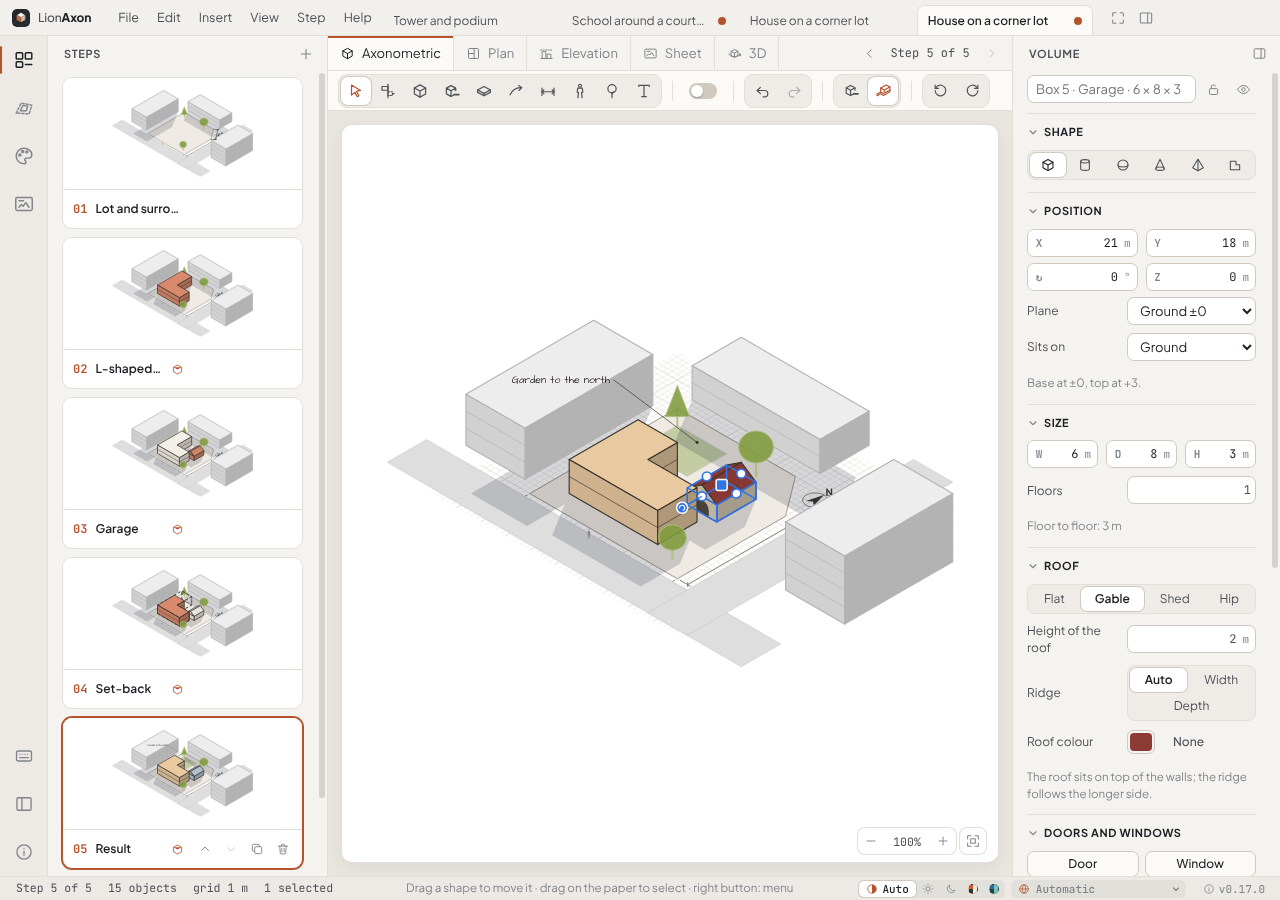 LionAxon File Edit Insert View Step Help Tower and podium School around a court… House on a corner lot House on a corner lot
STEPS
Axonometric Plan Elevation Sheet 3D Step 5 of 5
VOLUME
Box 5 · Garage · 6 × 8 × 3
SHAPE
01 Lot and surro…
02 L-shaped…
03 Garage
04 Set-back
05 Result
Garden to the north
N
100%
POSITION
X 21 m Y 18 m
↻ 0 ° Z 0 m
Plane Ground ±0
Sits on Ground
Base at ±0, top at +3.
SIZE
W 6 m D 8 m H 3 m
Floors 1
Floor to floor: 3 m
ROOF
Flat Gable Shed Hip
Height of the
roof
2 m
Ridge Auto Width
Depth
Roof colour None
The roof sits on top of the walls; the ridge
follows the longer side.
DOORS AND WINDOWS
Door Window
Step 5 of 5 15 objects grid 1 m 1 selected Drag a shape to move it · drag on the paper to select · right button: menu Auto Automatic v0.17.0